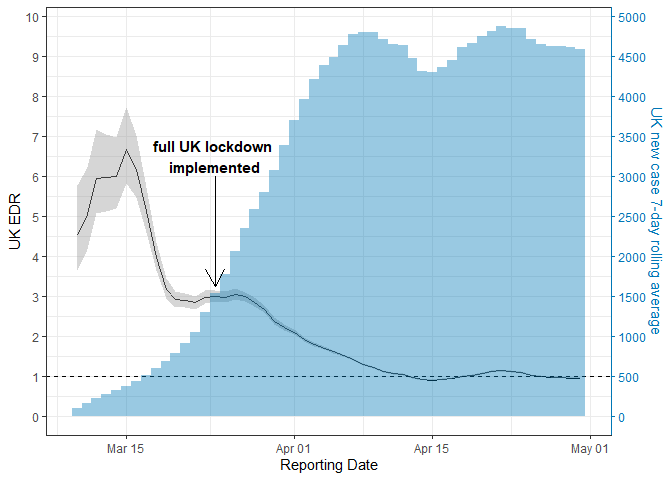 10
9
8
7
6
5
4
3
2
1
0
UK EDR
full UK lockdown
implemented
5000
4500
4000
3500
3000
2500
2000
1500
1000
500
0
UK new case 7-day rolling average
Mar 15
Apr 01
Apr 15
May 01
Reporting Date